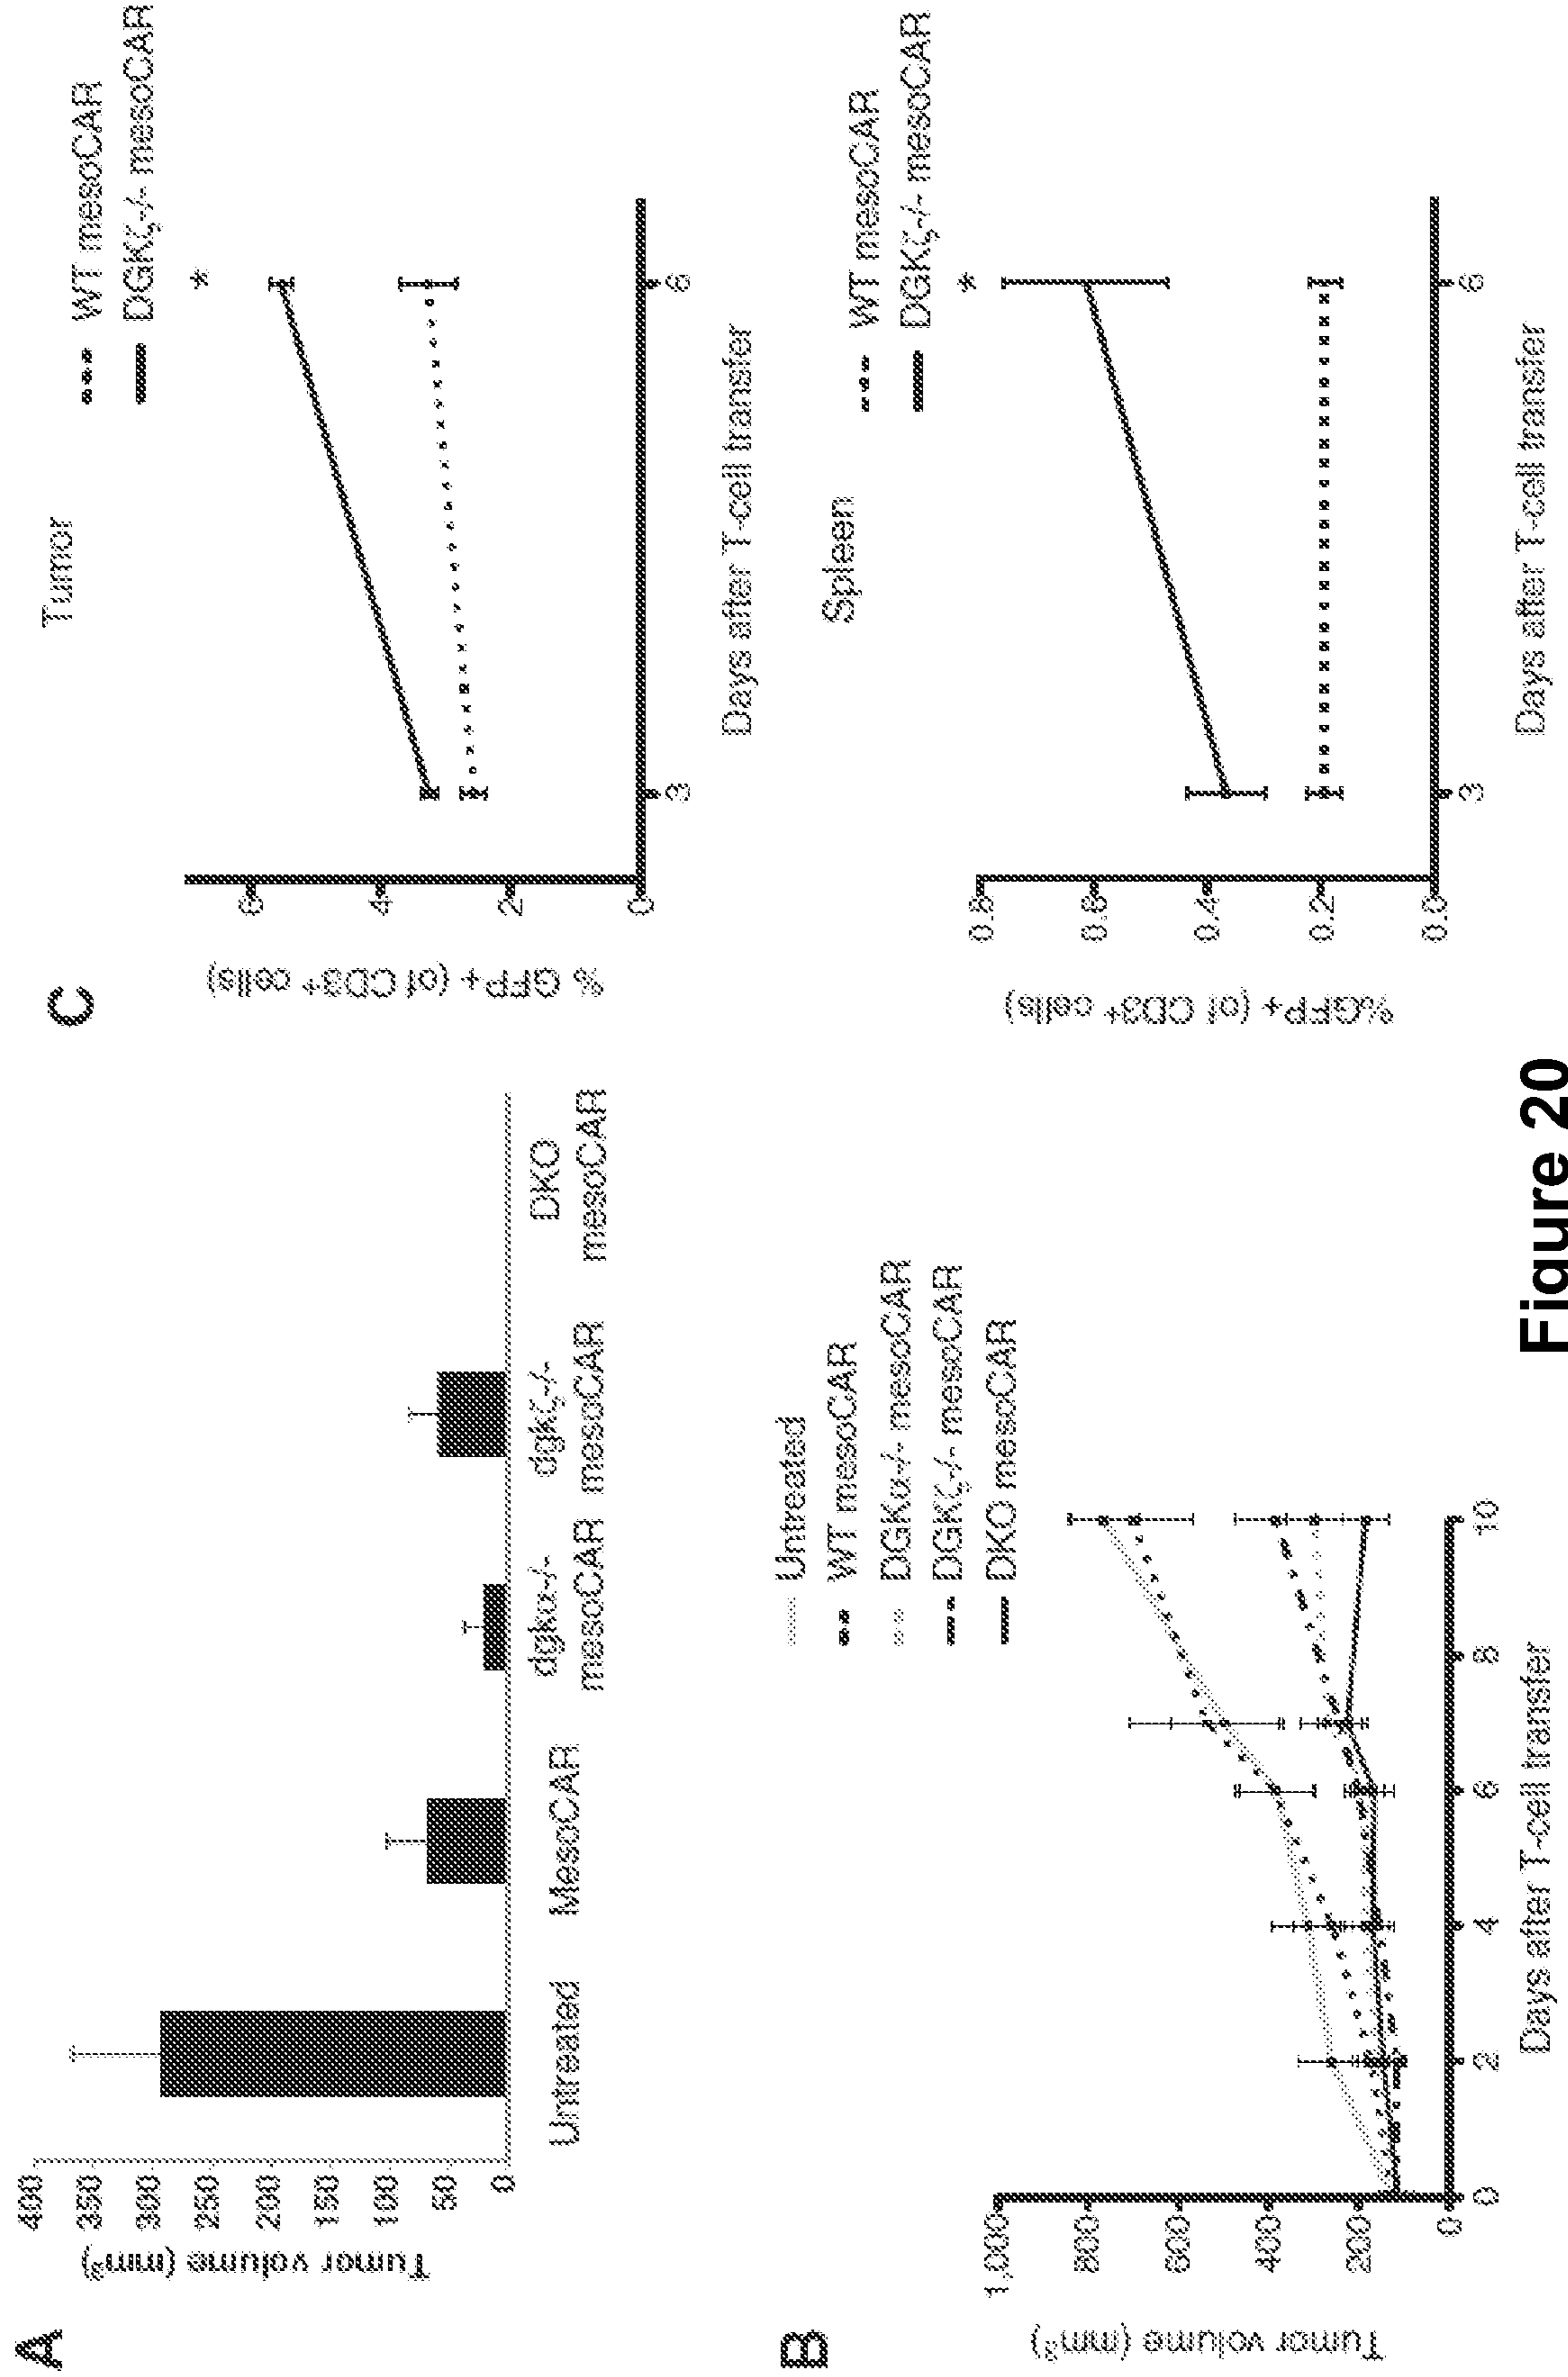 A
Tumor volume (mm³)
400
350
300
250
200
150
100
50
0
Untreated
MesoCAR
dgkα-/-
mesoCAR
dgkζ-/-
mesoCAR
DKO
mesoCAR
B
Untreated
WT mesoCAR
DGKα-/- mesoCAR
DGKζ-/- mesoCAR
DKO mesoCAR
Tumor volume (mm³)
1,000
800
600
400
200
0
0 2 4 6 8 10
Days after T-cell transfer
C
Tumor
WT mesoCAR
DGKζ-/- mesoCAR
*
% GFP+ (of CD3⁺ cells)
6
4
2
0
3 6
Days after T-cell transfer
Spleen
WT mesoCAR
DGKζ-/- mesoCAR
*
%GFP+ (of CD3⁺ cells)
0.8
0.6
0.4
0.2
0.0
3 6
Days after T-cell transfer
Figure 20